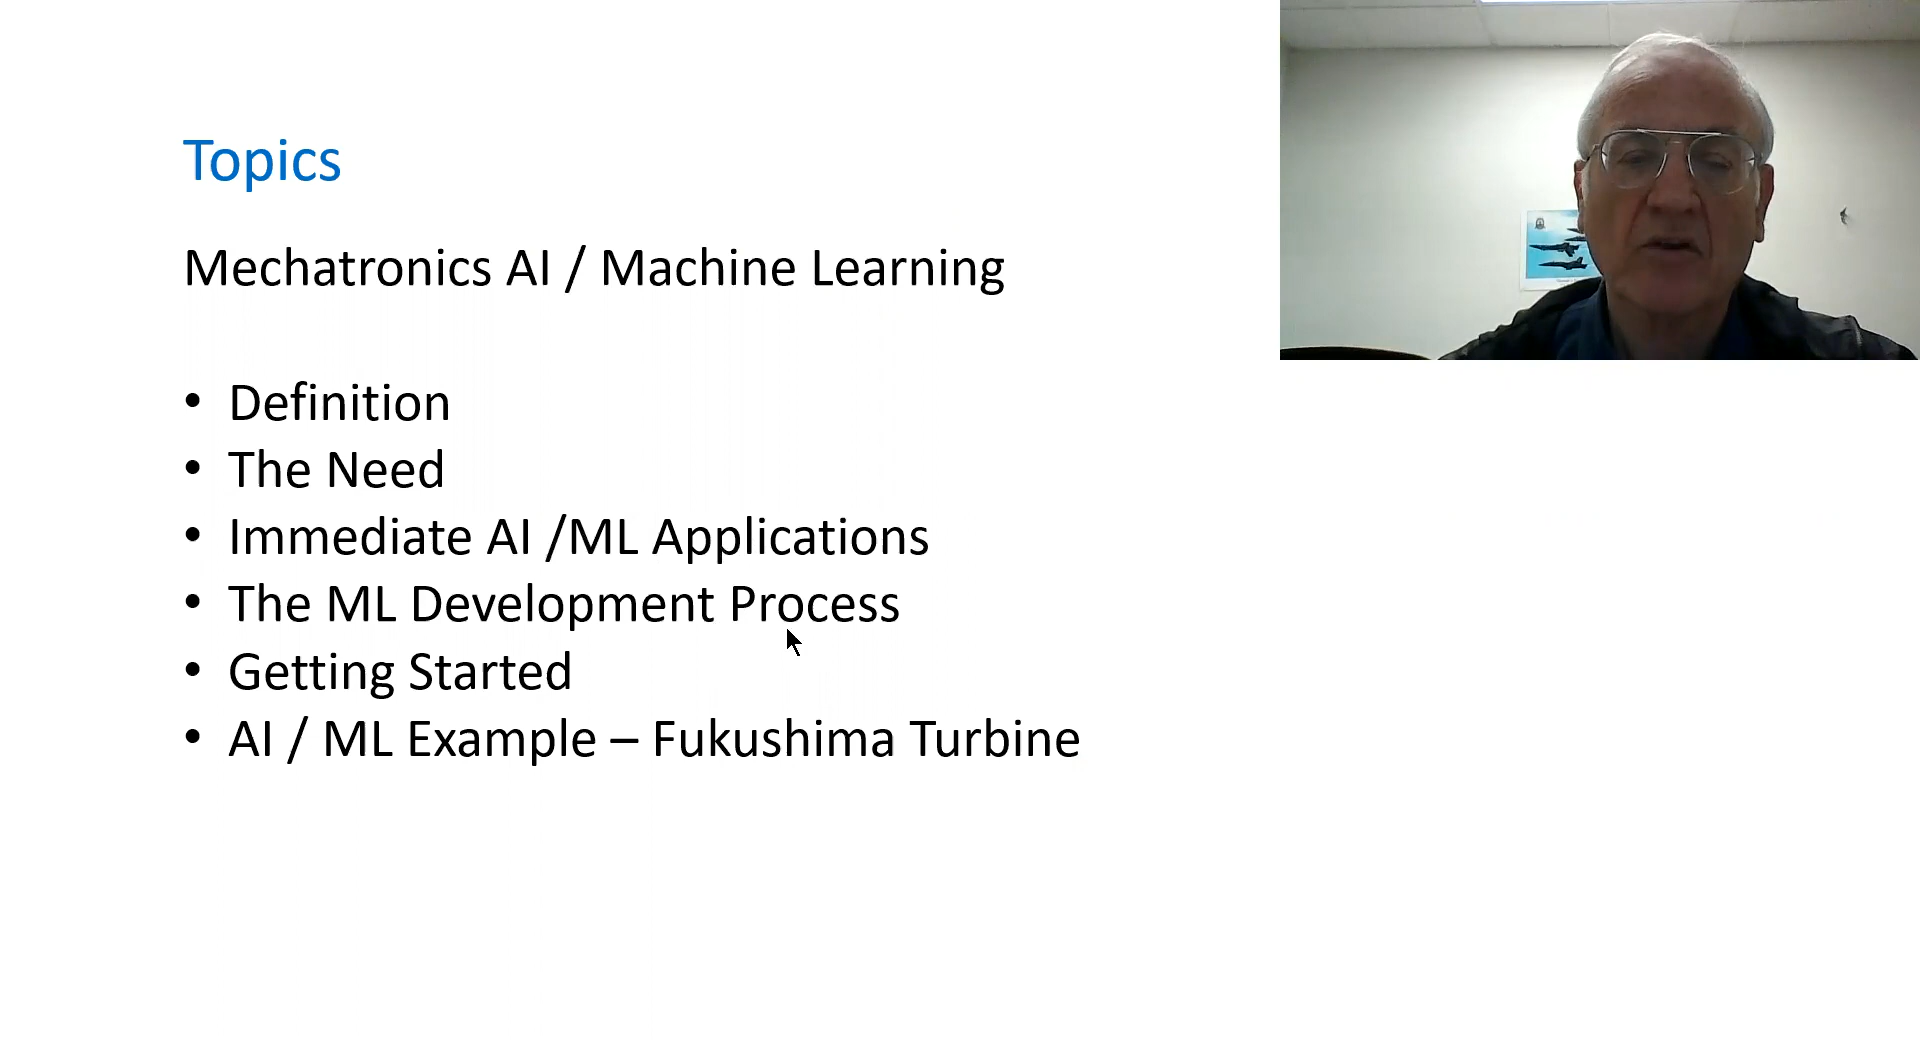 Topics
Mechatronics AI / Machine Learning
• Definition
• The Need
• Immediate AI /ML Applications
• The ML Development Process
• Getting Started
• AI / ML Example – Fukushima Turbine